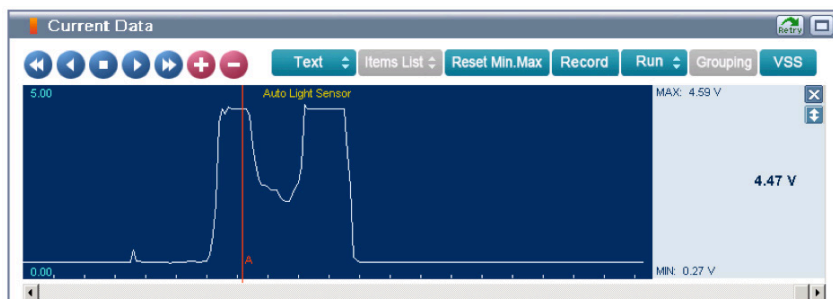 Current Data
Retry
Text Items List Reset Min.Max Record Run Grouping VSS
5.00 Auto Light Sensor MAX: 4.59 V
4.47 V
A
0.00 MIN: 0.27 V